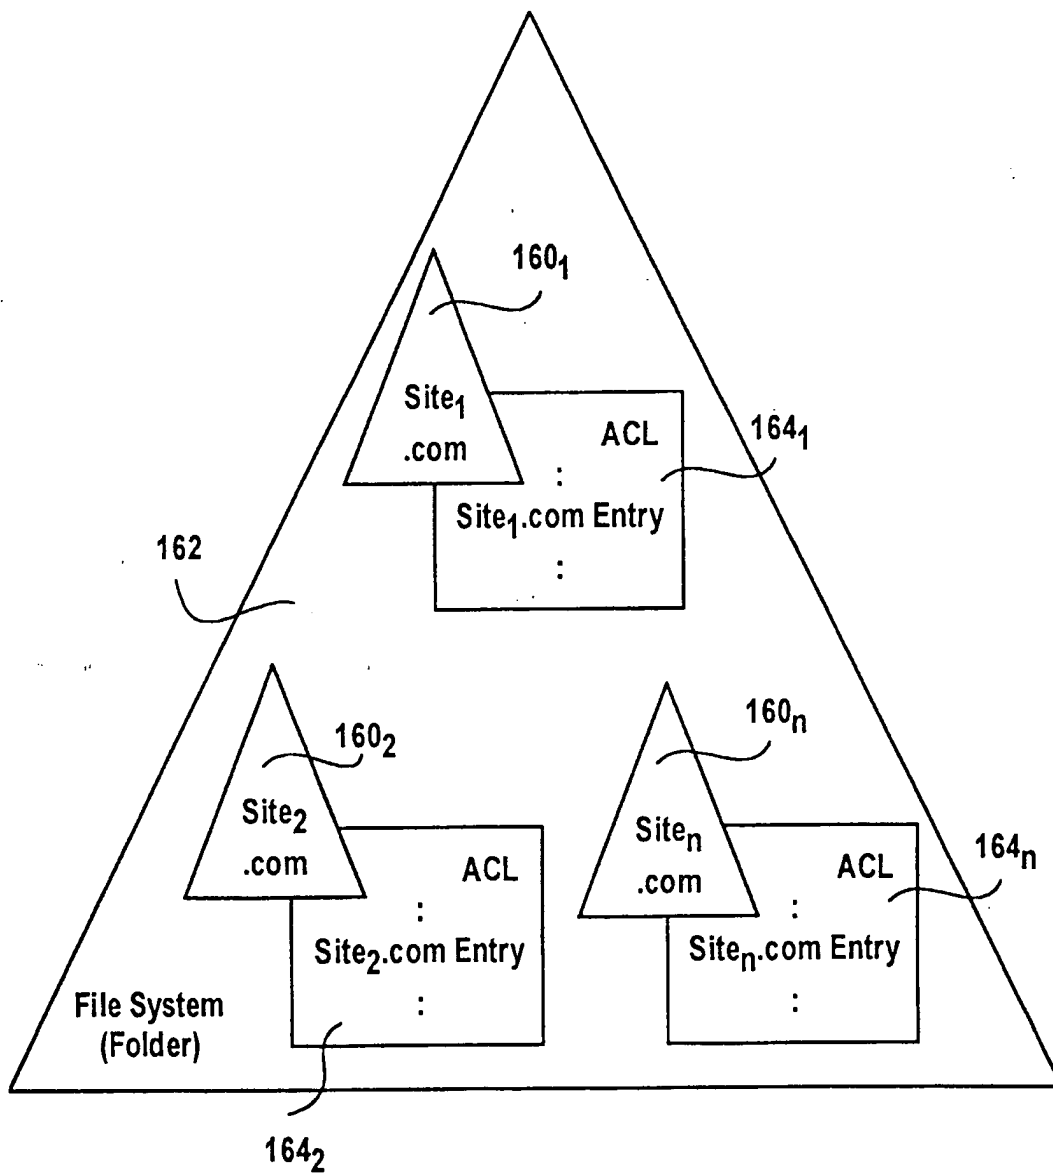 160₁
Site₁
.com
ACL
:
Site₁.com Entry
:
164₁
162
160₂
Site₂
.com
ACL
:
Site₂.com Entry
:
164₂
160ₙ
Siteₙ
.com
ACL
:
Siteₙ.com Entry
:
164ₙ
File System
(Folder)